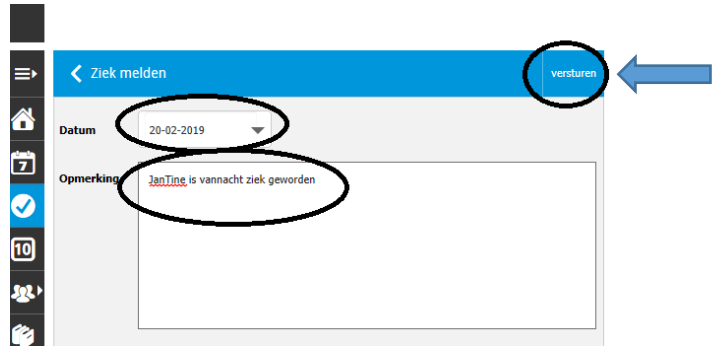 Ziek melden
versturen
Datum
20-02-2019
7
Opmerking
JanTine is vannacht ziek geworden
10